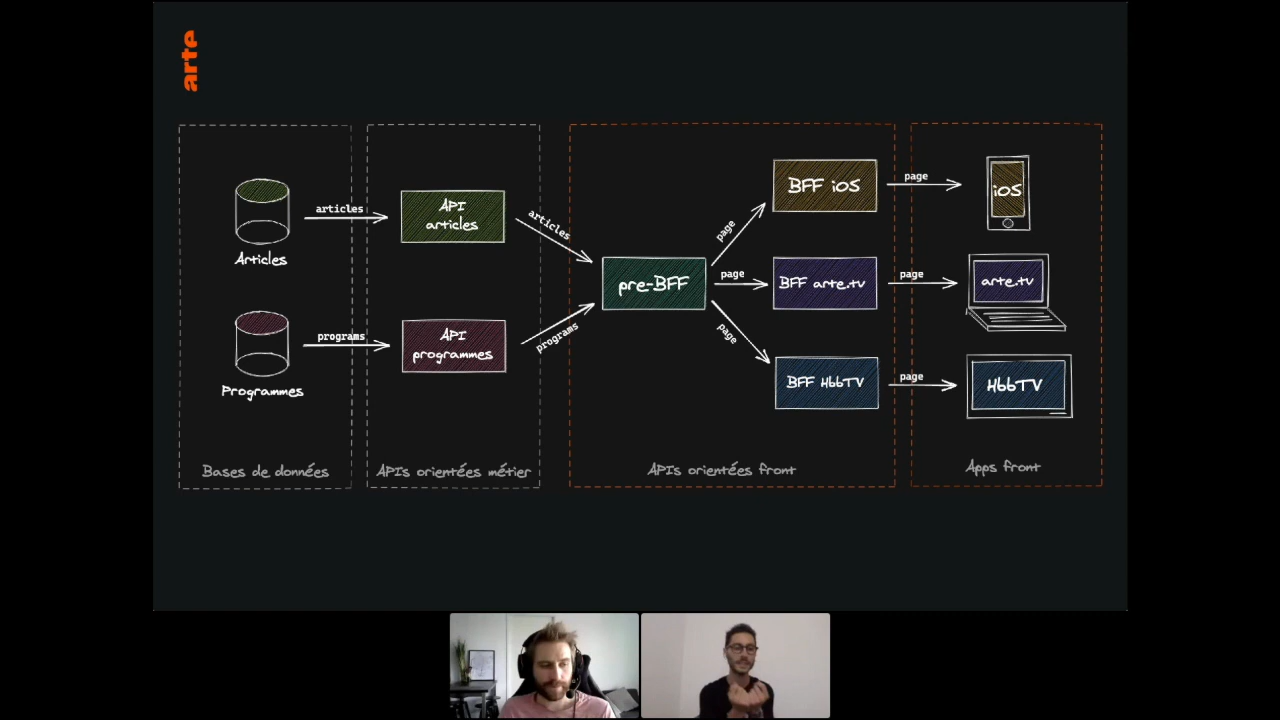 arte
articles
Articles
programs
Programmes
Bases de données
API
articles
API
programmes
APIs orientées métier
articles
programs
pre-BFF
page
page
page
BFF iOS
BFF arte.tv
BFF HbbTV
APIs orientées front
page
page
page
iOS
arte.tv
HbbTV
Apps front